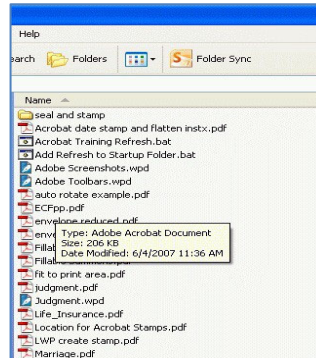 Help
earch Folders Folder Sync
Name
seal and stamp
Acrobat date stamp and flatten instx.pdf
Acrobat Training Refresh.bat
Add Refresh to Startup Folder.bat
Adobe Screenshots.wpd
Adobe Toolbars.wpd
auto rotate example.pdf
ECFpp.pdf
envelope reduced.pdf
enve
Type: Adobe Acrobat Document
Fillab
Size: 206 KB
Date Modified: 6/4/2007 11:36 AM
fit to print area.pdf
judgment.pdf
Judgment.wpd
Life_Insurance.pdf
Location for Acrobat Stamps.pdf
LWP create stamp.pdf
Marriage.pdf